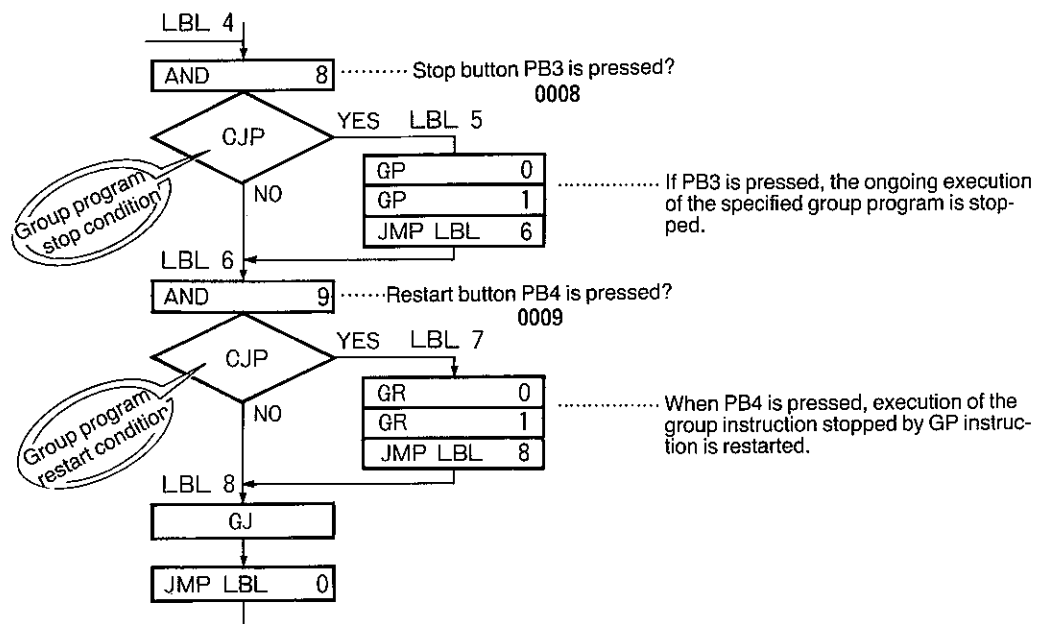 LBL 4
AND 8 ········ Stop button PB3 is pressed?
0008
CJP
YES LBL 5
NO
Group program
stop condition
GP 0
GP 1
JMP LBL 6
············ If PB3 is pressed, the ongoing execution
of the specified group program is stop-
ped.
LBL 6
AND 9 ······Restart button PB4 is pressed?
0009
CJP
YES LBL 7
NO
Group program
restart condition
GR 0
GR 1
JMP LBL 8
············ When PB4 is pressed, execution of the
group instruction stopped by GP instruc-
tion is restarted.
LBL 8
GJ
JMP LBL 0